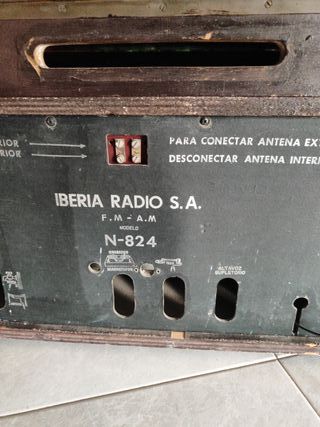 RIOR
PARA CONECTAR ANTENA EXT
RIOR
DESCONECTAR ANTENA INTERI
IBERIA RADIO S.A.
F.M - A.M
MODELO
N-824
ALTAVOZ
SUPLETORIO